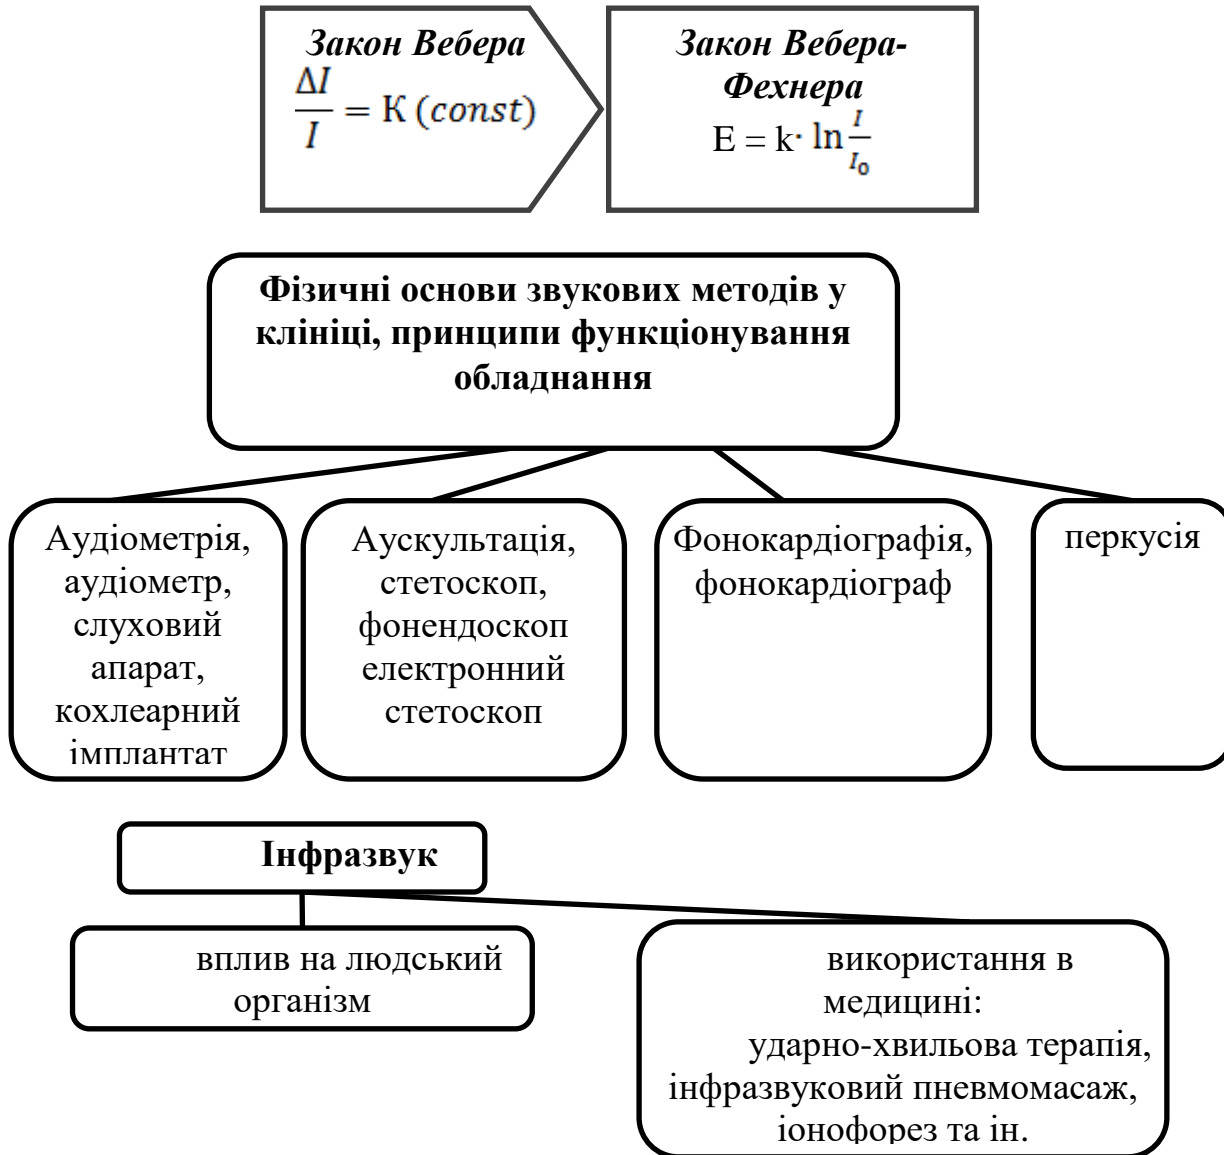 Закон Вебера
ΔI/I = К (const)
Закон Вебера-
Фехнера
E = k· ln I/I₀
Фізичні основи звукових методів у
клініці, принципи функціонування
обладнання
Аудіометрія,
аудіометр,
слуховий
апарат,
кохлеарний
імплантат
Аускультація,
стетоскоп,
фонендоскоп
електронний
стетоскоп
Фонокардіографія,
фонокардіограф
перкусія
Інфразвук
вплив на людський
організм
використання в
медицині:
ударно-хвильова терапія,
інфразвуковий пневмомасаж,
іонофорез та ін.